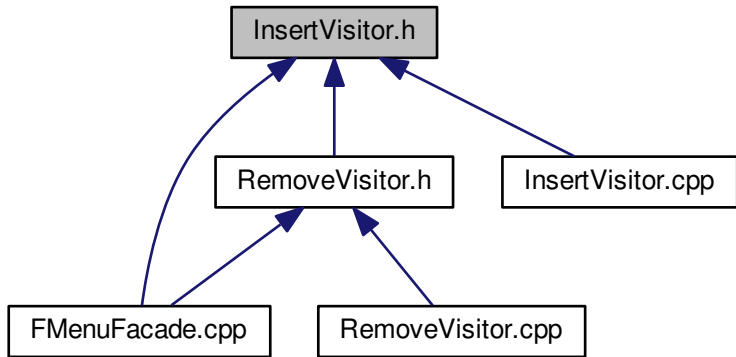 InsertVisitor.h
RemoveVisitor.h
InsertVisitor.cpp
FMenuFacade.cpp
RemoveVisitor.cpp